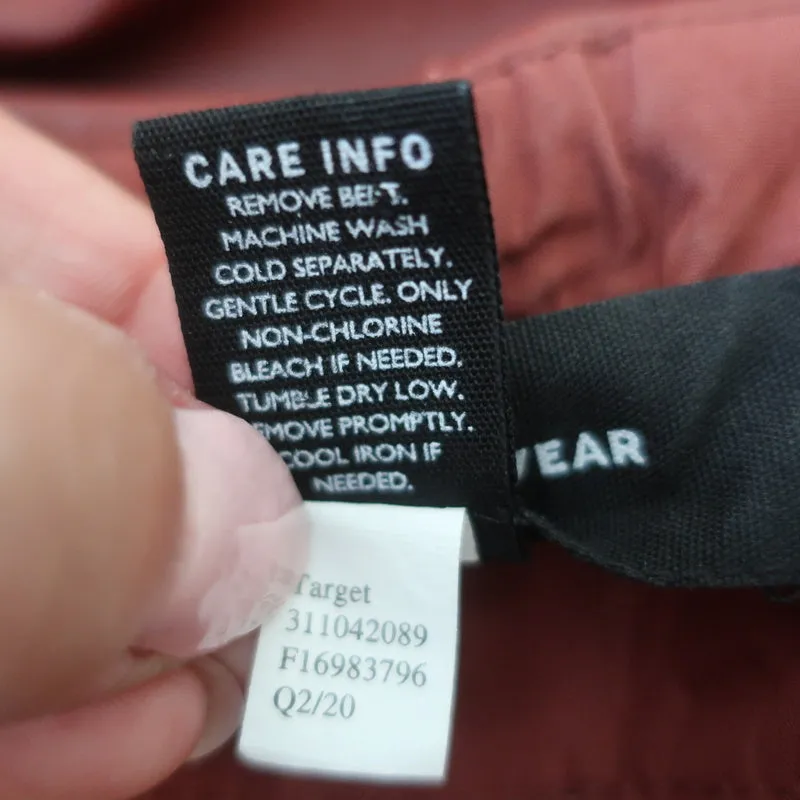 CARE INFO
REMOVE BELT.
MACHINE WASH
COLD SEPARATELY.
GENTLE CYCLE. ONLY
NON-CHLORINE
BLEACH IF NEEDED.
TUMBLE DRY LOW.
REMOVE PROMPTLY.
COOL IRON IF
NEEDED.
Target
311042089
F16983796
Q2/20